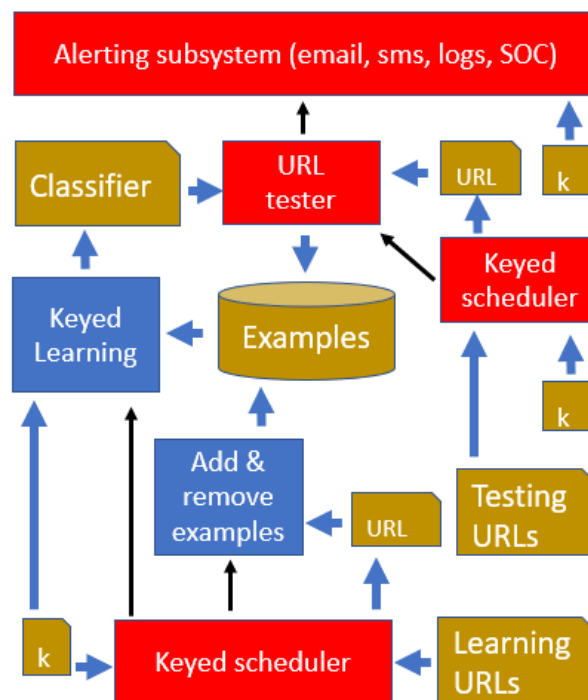 Alerting subsystem (email, sms, logs, SOC)
Classifier
URL
tester
URL
k
Keyed
scheduler
Keyed
Learning
Examples
k
Add &
remove
examples
Testing
URLs
URL
k
Keyed scheduler
Learning
URLs